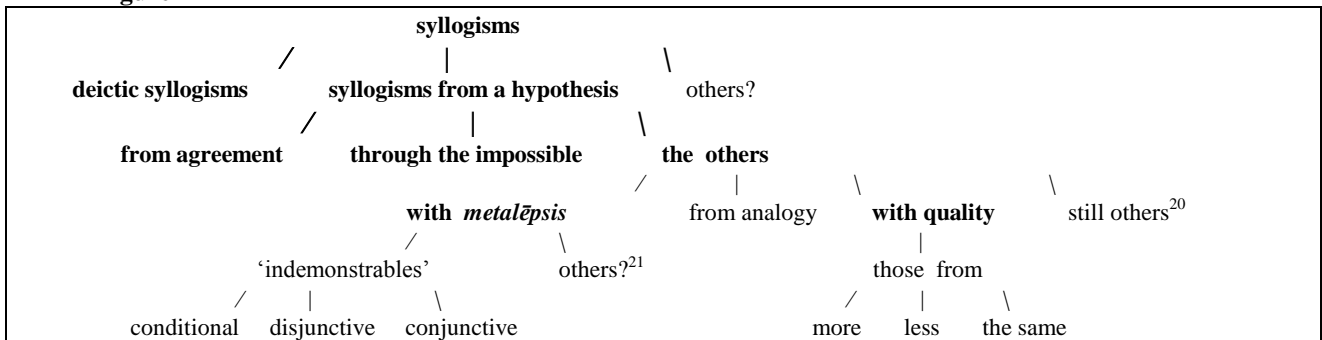 syllogisms
deictic syllogisms syllogisms from a hypothesis others?
from agreement through the impossible the others
with metalēpsis from analogy with quality still others20
'indemonstrables' others?21 those from
conditional disjunctive conjunctive more less the same